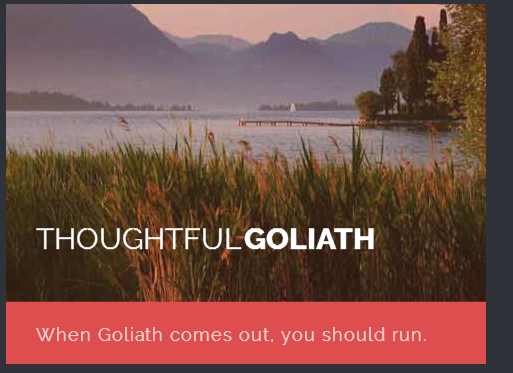 THOUGHTFULGOLIATH
When Goliath comes out, you should run.